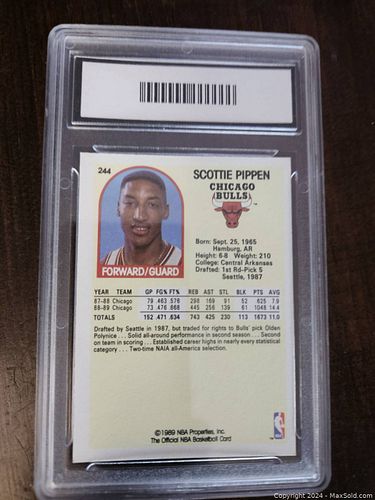 244
SCOTTIE PIPPEN
CHICAGO
BULLS
TM
Born: Sept. 25, 1965
Hamburg, AR
Height: 6-8 Weight: 210
College: Central Arkansas
Drafted: 1st Rd-Pick 5
Seattle, 1987
FORWARD/GUARD
YEAR TEAM GP FG% FT% REB AST STL BLK PTS AVG
87-88 Chicago 79 .463 .576 298 169 91 52 625 7.9
88-89 Chicago 73 .476 .668 445 256 139 61 1048 14.4
TOTALS 152 .471 .634 743 425 230 113 1673 11.0
Drafted by Seattle in 1987, but traded for rights to Bulls' pick Olden
Polynice . . . Solid all-around performance in second season . . . Second
on team in scoring . . . Established career highs in nearly every statistical
category . . . Two-time NAIA all-America selection.
©1989 NBA Properties, Inc.
The Official NBA Basketball Card
Copyright 2024 - MaxSold.com